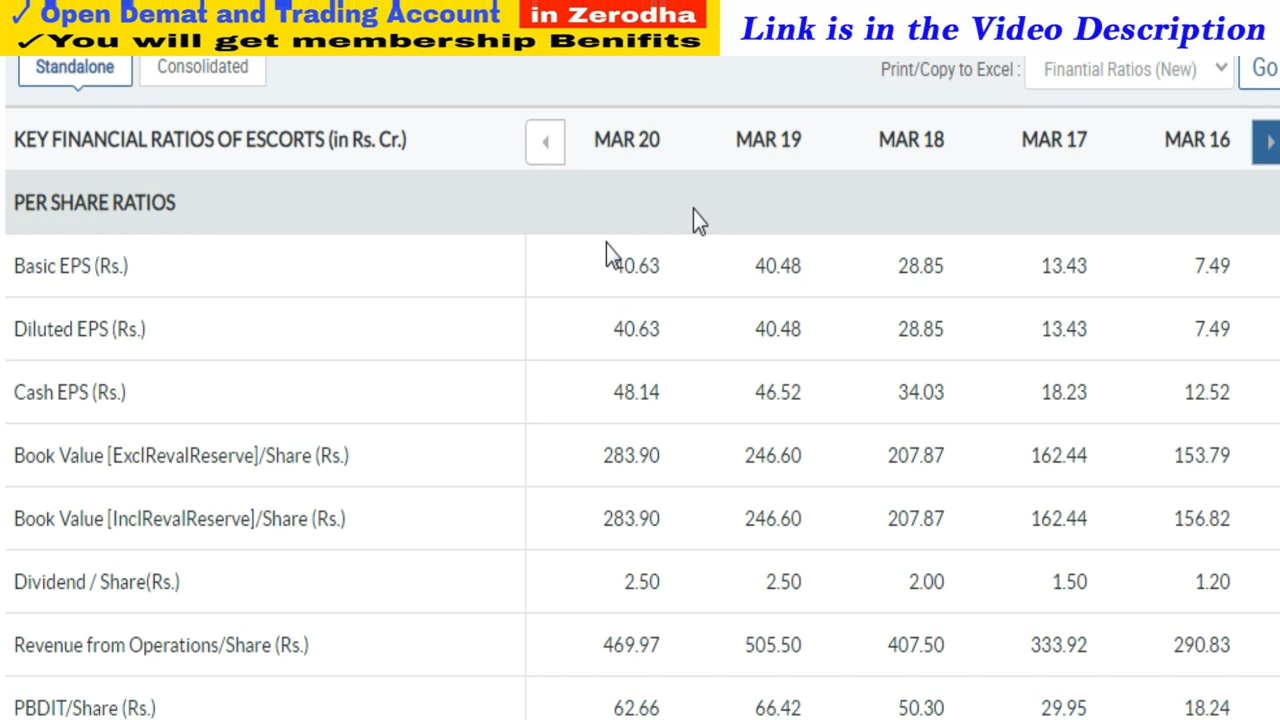 ✓ Open Demat and Trading Account in Zerodha
✓You will get membership Benifits
Link is in the Video Description
Standalone Consolidated Print/Copy to Excel : Finantial Ratios (New) Go
KEY FINANCIAL RATIOS OF ESCORTS (in Rs. Cr.) MAR 20 MAR 19 MAR 18 MAR 17 MAR 16
PER SHARE RATIOS
Basic EPS (Rs.) 40.63 40.48 28.85 13.43 7.49
Diluted EPS (Rs.) 40.63 40.48 28.85 13.43 7.49
Cash EPS (Rs.) 48.14 46.52 34.03 18.23 12.52
Book Value [ExclRevalReserve]/Share (Rs.) 283.90 246.60 207.87 162.44 153.79
Book Value [InclRevalReserve]/Share (Rs.) 283.90 246.60 207.87 162.44 156.82
Dividend / Share(Rs.) 2.50 2.50 2.00 1.50 1.20
Revenue from Operations/Share (Rs.) 469.97 505.50 407.50 333.92 290.83
PBDIT/Share (Rs.) 62.66 66.42 50.30 29.95 18.24